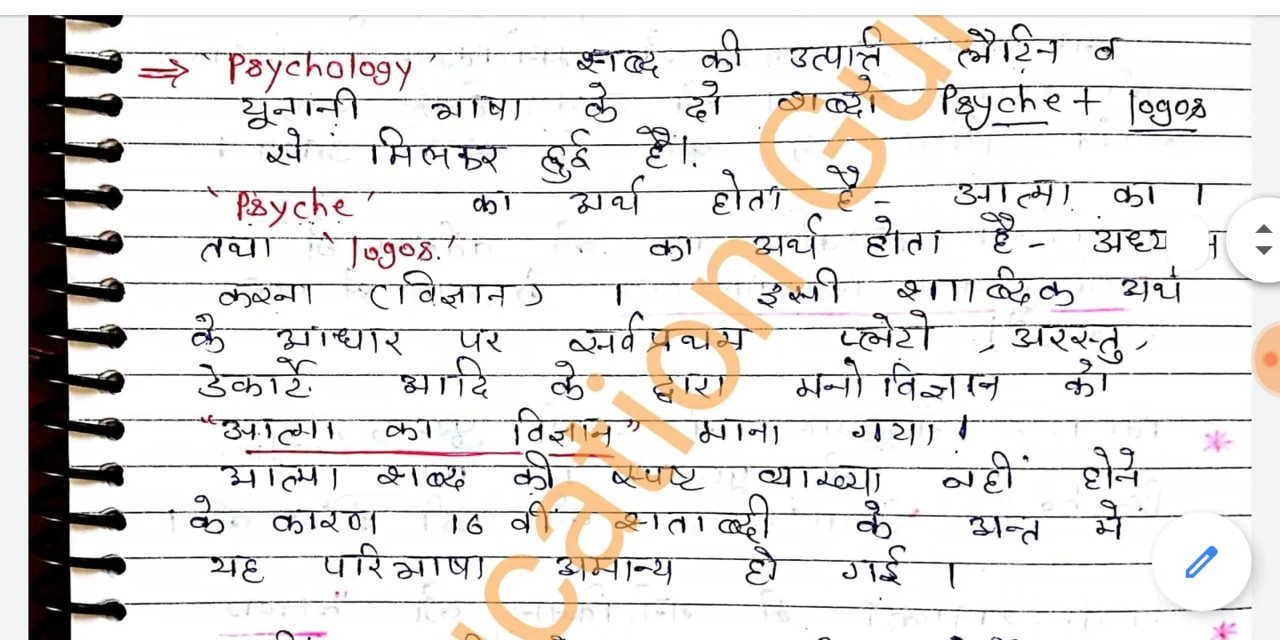 ⇒ 'Psychology' शब्द की उत्पत्ति लैटिन व
यूनानी भाषा के दो शब्दो Psyche + logos
से मिलकर हुई है।
'Psyche' का अर्थ होता है - आत्मा का ।
तथा 'logos' का अर्थ होता है - अध्य न
करना (विज्ञान) । इसी शााब्दिक अर्थ
के आधार पर सर्वप्रथम प्लेटो , अरस्तु ,
डेकार्टे आदि के द्वारा मनोविज्ञान को
"आत्मा का विज्ञान" माना गया ।
आत्मा शब्द की स्पष्ट व्याख्या नहीं होने
के कारण 16 वी शताब्दी के अन्त मे
यह परिभाषा अमान्य हो गई ।
cation Gui